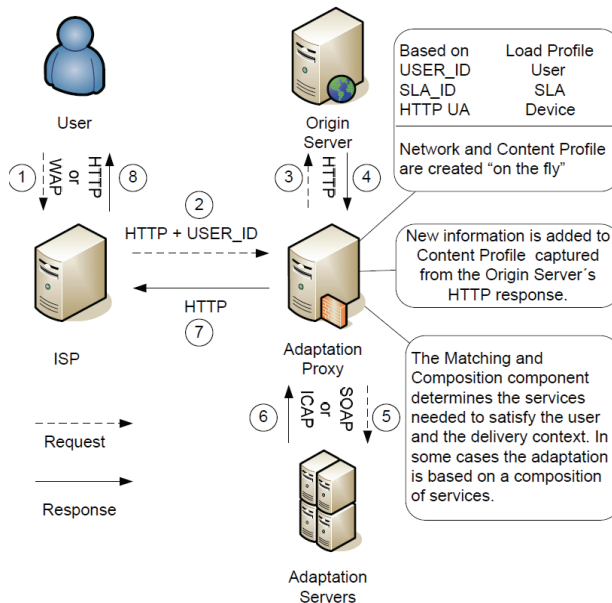 User
Origin
Server
Based on Load Profile
USER_ID User
SLA_ID SLA
HTTP UA Device
Network and Content Profile
are created "on the fly"
1
WAP
or
HTTP
8
3
HTTP
4
2
HTTP + USER_ID
New information is added to
Content Profile captured
from the Origin Server´s
HTTP response.
HTTP
7
ISP
Adaptation
Proxy
The Matching and
Composition component
determines the services
needed to satisfy the user
and the delivery context. In
some cases the adaptation
is based on a composition
of services.
6
SOAP
or
ICAP
5
Request
Response
Adaptation
Servers